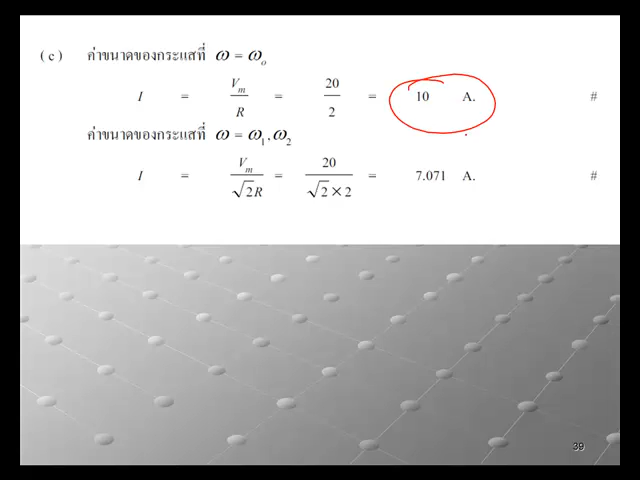 ( c ) ค่าขนาดของกระแสที่ ω = ωo
I = Vm / R = 20 / 2 = 10 A. #
ค่าขนาดของกระแสที่ ω = ω1, ω2
I = Vm / √2R = 20 / √2 × 2 = 7.071 A. #
39